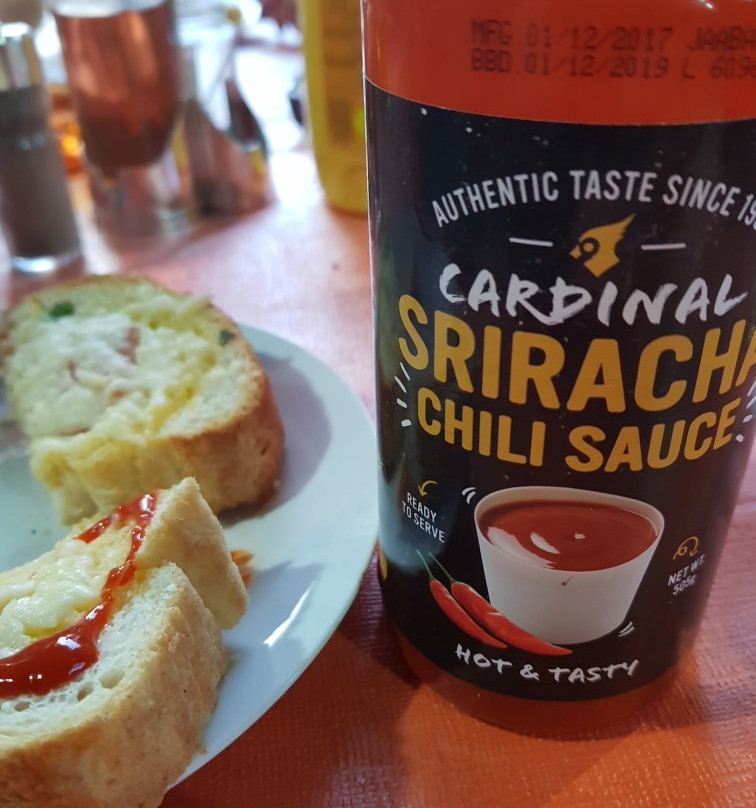 MFG 01/12/2017
BBD 01/12/2019 L
AUTHENTIC TASTE SINCE
CARDINAL
SRIRACHA
CHILI SAUCE
READY
TO SERVE
NET WT.
505g
HOT & TASTY